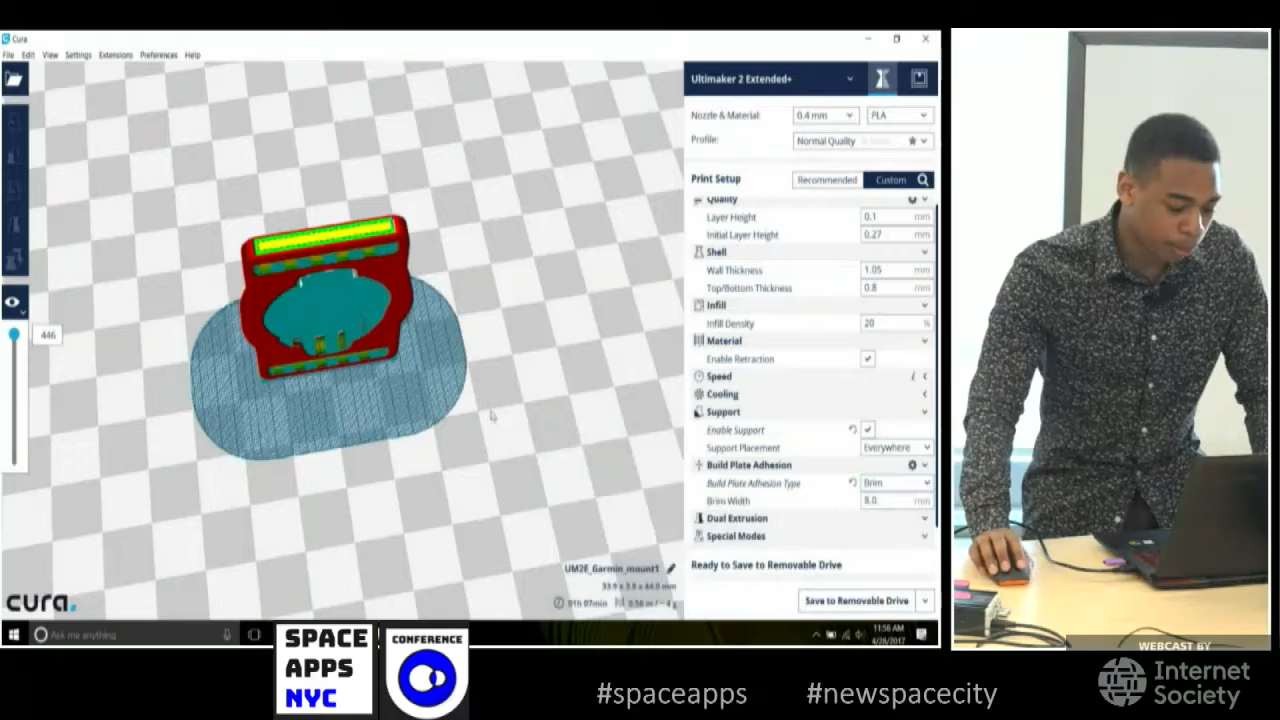 Cura
File Edit View Settings Extensions Preferences Help
Ultimaker 2 Extended+
Nozzle & Material: 0.4 mm PLA
Profile: Normal Quality
Print Setup Recommended Custom
Quality
Layer Height 0.1 mm
Initial Layer Height 0.27 mm
Shell
Wall Thickness 1.05 mm
Top/Bottom Thickness 0.8 mm
Infill
Infill Density 20 %
Material
Enable Retraction
Speed
Cooling
Support
Enable Support
Support Placement Everywhere
Build Plate Adhesion
Build Plate Adhesion Type Brim
Brim Width 8.0 mm
Dual Extrusion
Special Modes
446
UM2E_Garmin_mount1
01h 07min 0.56 m / ~ 4 g
Ready to Save to Removable Drive
Save to Removable Drive
cura.
Ask me anything
11:56 AM
4/28/2017
SPACE
APPS
NYC
CONFERENCE
#spaceapps #newspacecity
WEBCAST BY
Internet
Society